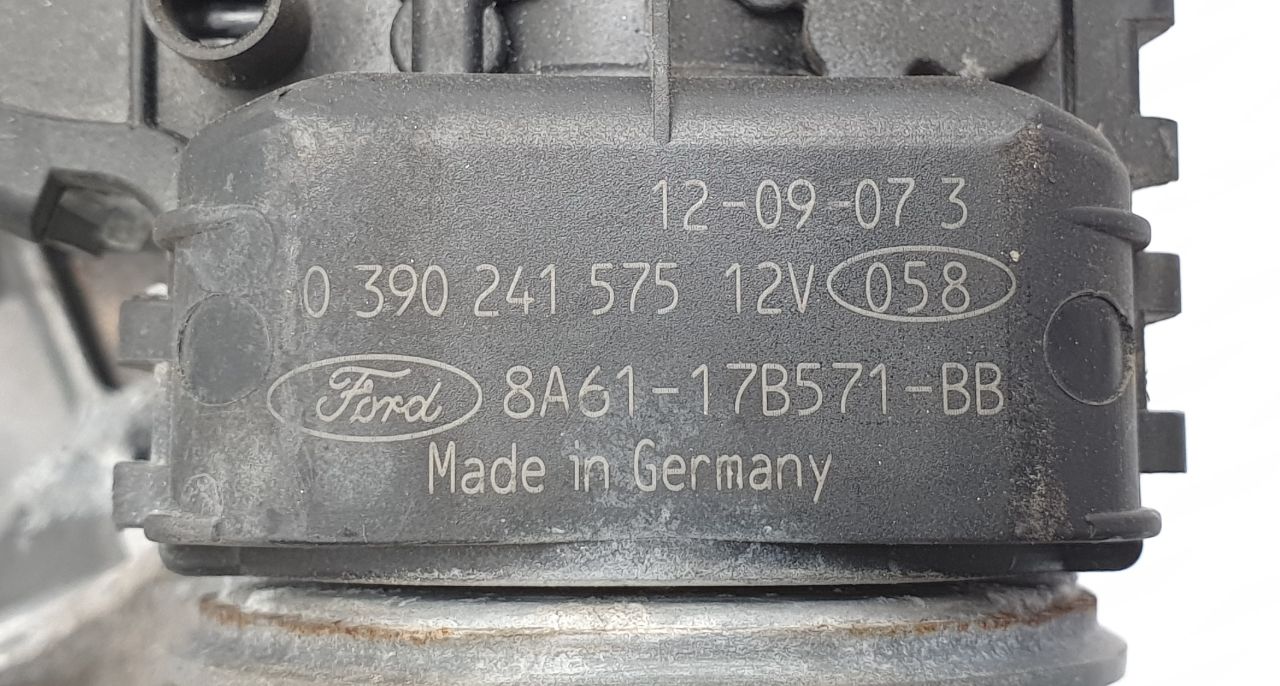 12-09-07 3
0 390 241 575 12V 058
Ford 8A61-17B571-BB
Made in Germany